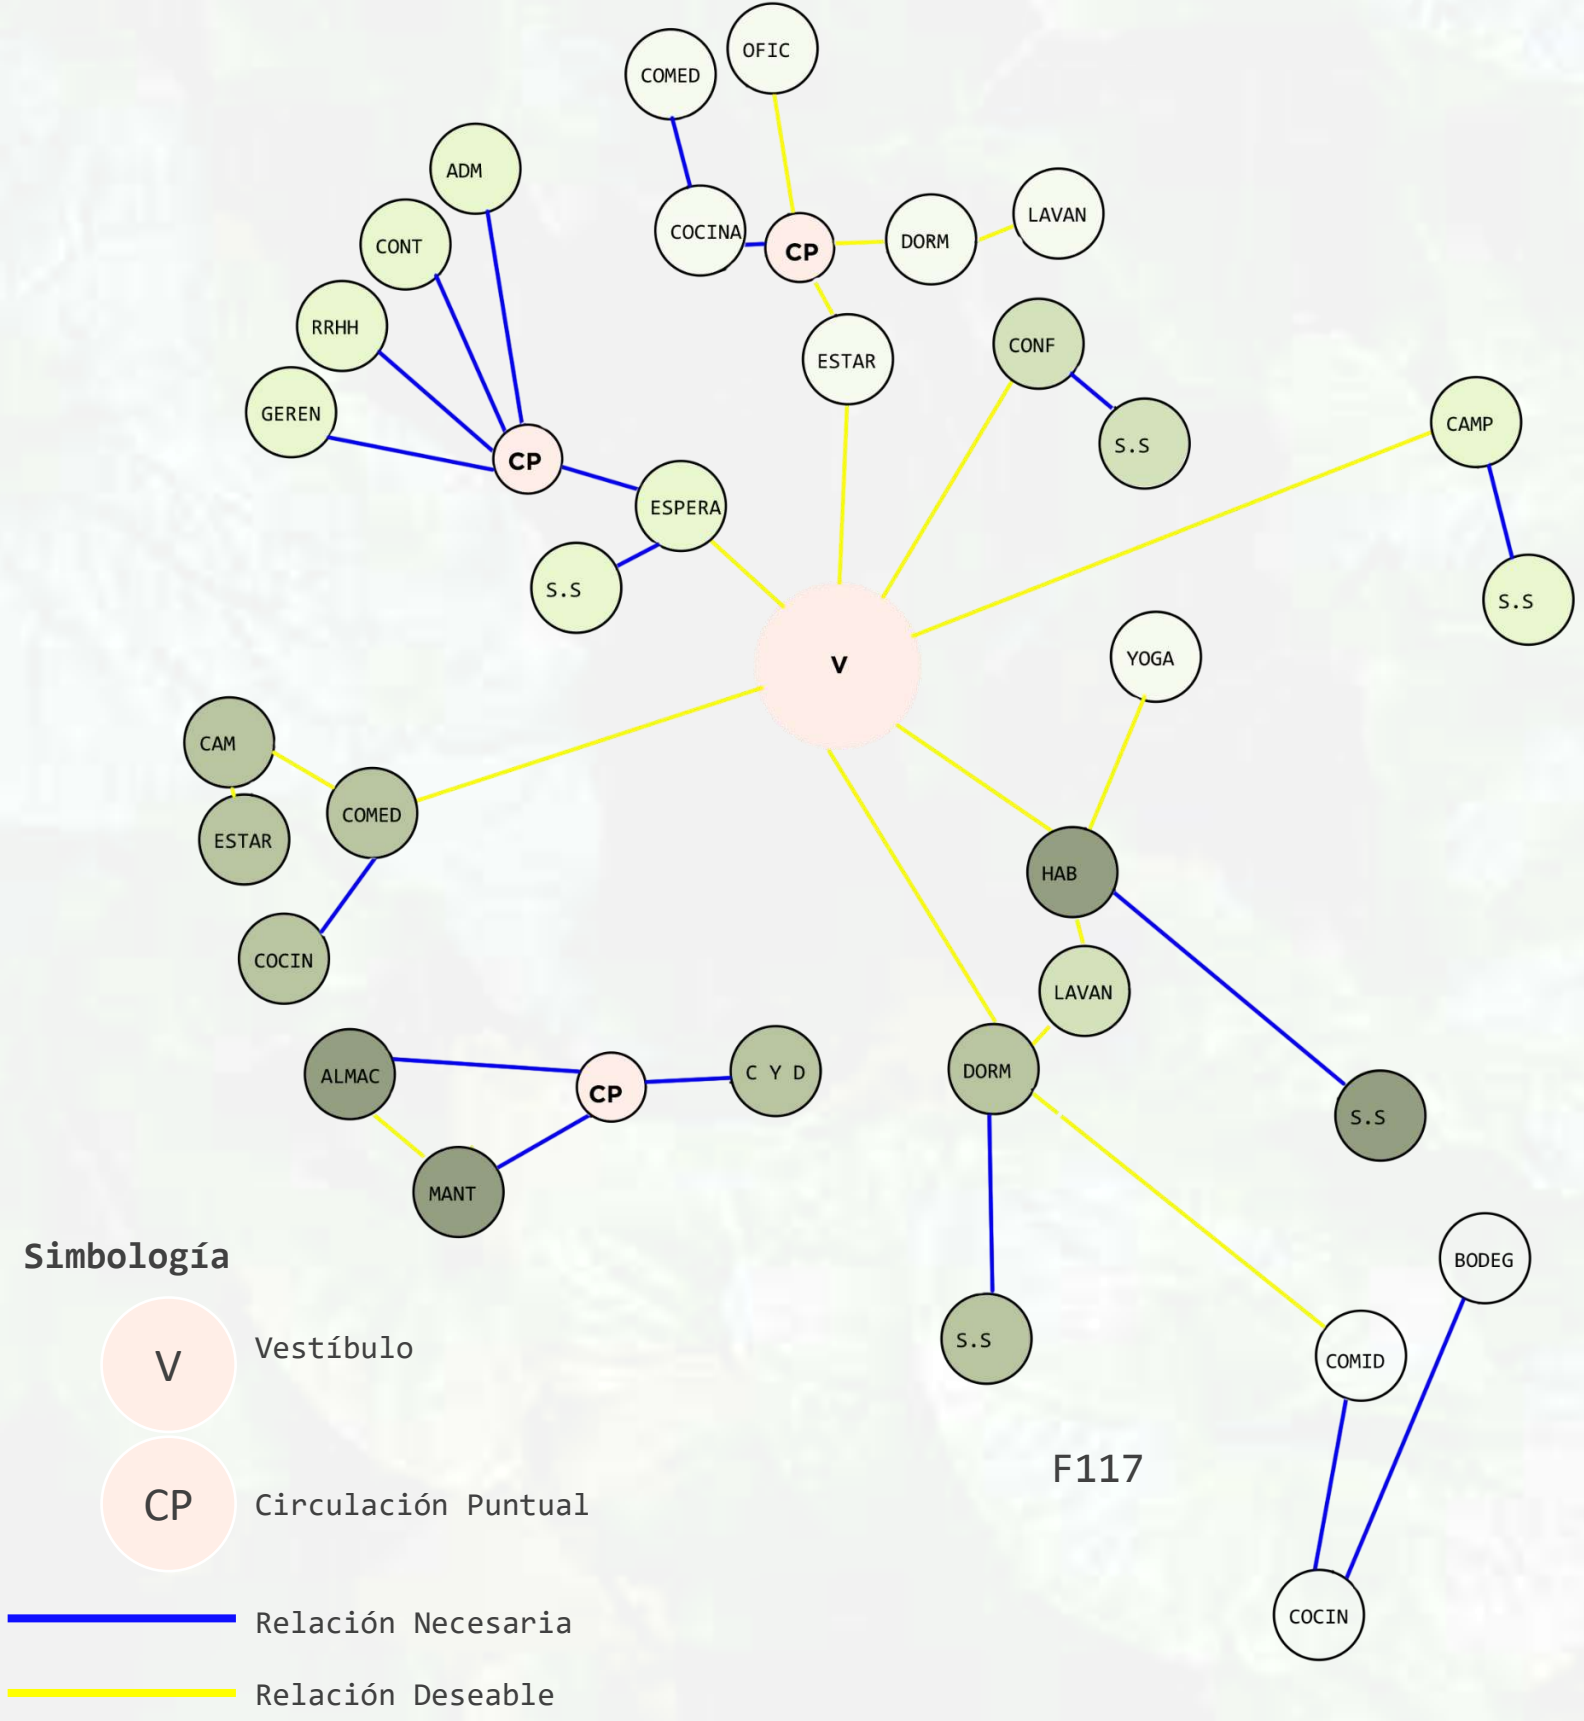 OFIC
COMED
ADM
LAVAN
COCINA
CP
DORM
CONT
RRHH
CONF
ESTAR
GEREN
CAMP
S.S
CP
ESPERA
S.S
S.S
V
YOGA
CAM
COMED
ESTAR
HAB
COCIN
LAVAN
ALMAC
CP
C Y D
DORM
S.S
MANT
Simbología
BODEG
V
Vestíbulo
S.S
COMID
F117
CP
Circulación Puntual
COCIN
Relación Necesaria
Relación Deseable